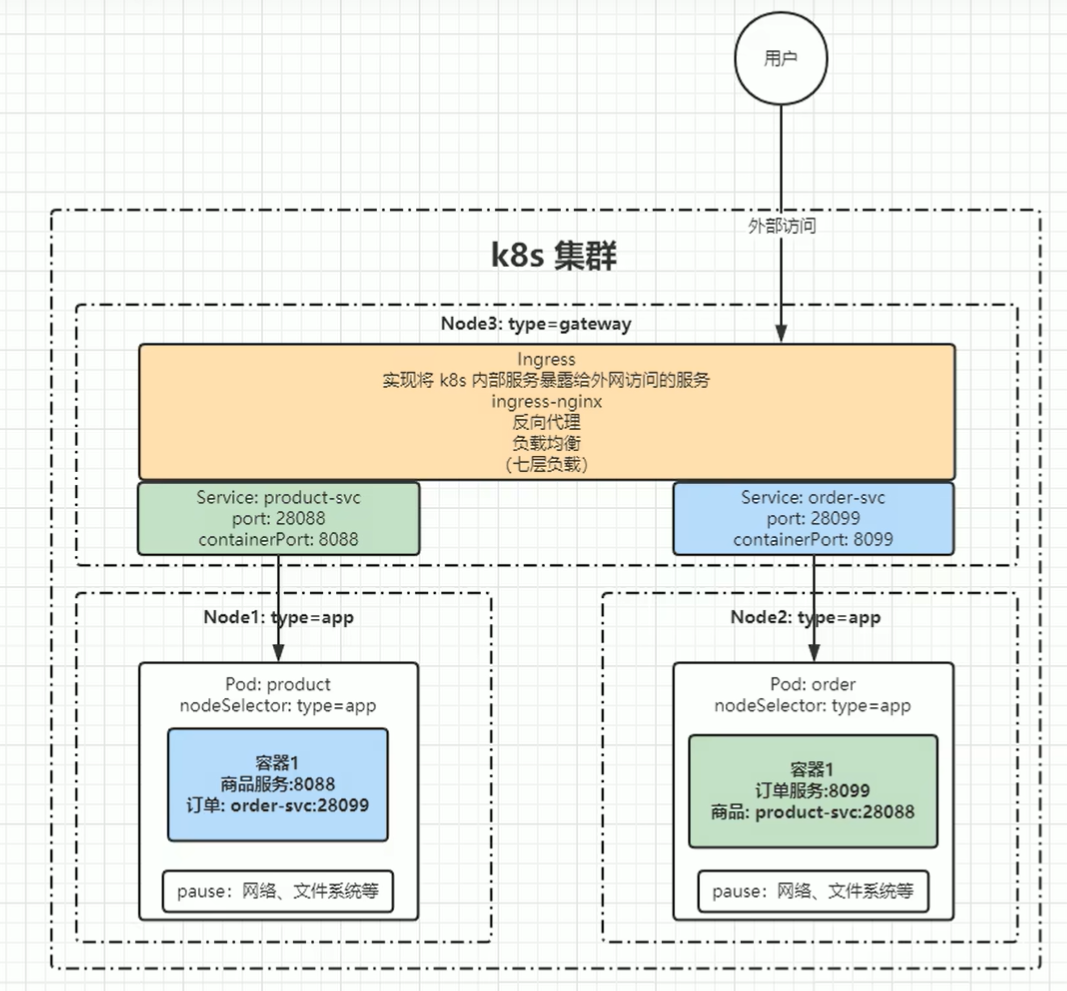 用户
外部访问
k8s 集群
Node3: type=gateway
Ingress
实现将 k8s 内部服务暴露给外网访问的服务
ingress-nginx
反向代理
负载均衡
（七层负载）
Service: product-svc
port: 28088
containerPort: 8088
Service: order-svc
port: 28099
containerPort: 8099
Node1: type=app
Pod: product
nodeSelector: type=app
容器1
商品服务:8088
订单: order-svc:28099
pause：网络、文件系统等
Node2: type=app
Pod: order
nodeSelector: type=app
容器1
订单服务:8099
商品: product-svc:28088
pause：网络、文件系统等